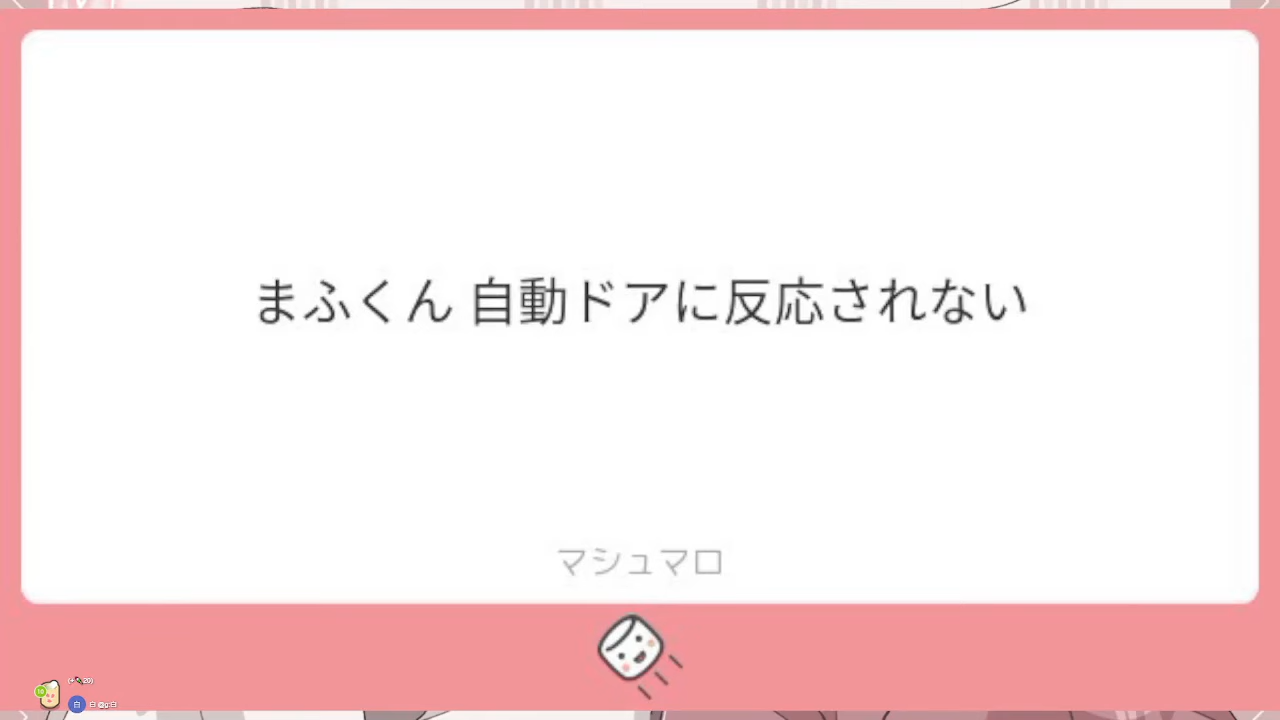 まふくん 自動ドアに反応されない
マシュマロ